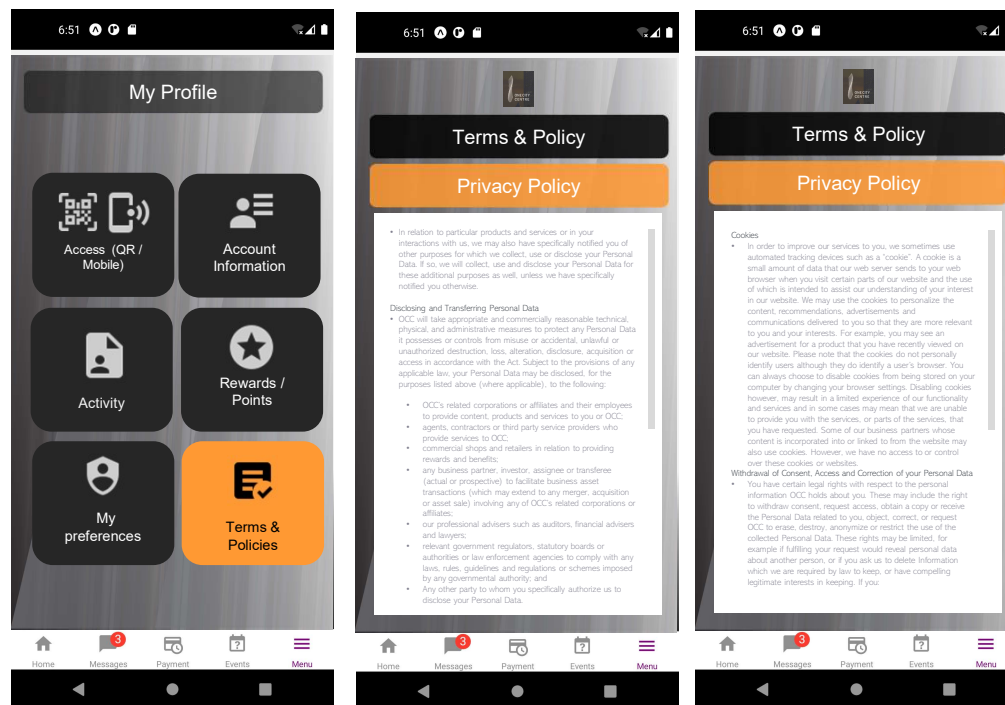 6:51
My Profile
Access (QR /
Mobile)
Account
Information
Activity
Rewards /
Points
My
preferences
Terms &
Policies
3
Home
Messages
Payment
Events
Menu
6:51
ONECITY
CENTRE
Terms & Policy
Privacy Policy
• In relation to particular products and services or in your
interactions with us, we may also have specifically notified you of
other purposes for which we collect, use or disclose your Personal
Data. If so, we will collect, use and disclose your Personal Data for
these additional purposes as well, unless we have specifically
notified you otherwise.
Disclosing and Transferring Personal Data
• OCC will take appropriate and commercially reasonable technical,
physical, and administrative measures to protect any Personal Data
it possesses or controls from misuse or accidental, unlawful or
unauthorized destruction, loss, alteration, disclosure, acquisition or
access in accordance with the Act. Subject to the provisions of any
applicable law, your Personal Data may be disclosed, for the
purposes listed above (where applicable), to the following:
• OCC's related corporations or affiliates and their employees
to provide content, products and services to you or OCC;
• agents, contractors or third party service providers who
provide services to OCC;
• commercial shops and retailers in relation to providing
rewards and benefits;
• any business partner, investor, assignee or transferee
(actual or prospective) to facilitate business asset
transactions (which may extend to any merger, acquisition
or asset sale) involving any of OCC's related corporations or
affiliates;
• our professional advisers such as auditors, financial advisers
and lawyers;
• relevant government regulators, statutory boards or
authorities or law enforcement agencies to comply with any
laws, rules, guidelines and regulations or schemes imposed
by any governmental authority; and
• Any other party to whom you specifically authorize us to
disclose your Personal Data.
3
Home
Messages
Payment
Events
Menu
6:51
ONECITY
CENTRE
Terms & Policy
Privacy Policy
Cookies
• In order to improve our services to you, we sometimes use
automated tracking devices such as a "cookie". A cookie is a
small amount of data that our web server sends to your web
browser when you visit certain parts of our website and the use
of which is intended to assist our understanding of your interest
in our website. We may use the cookies to personalize the
content, recommendations, advertisements and
communications delivered to you so that they are more relevant
to you and your interests. For example, you may see an
advertisement for a product that you have recently viewed on
our website. Please note that the cookies do not personally
identify users although they do identify a user's browser. You
can always choose to disable cookies from being stored on your
computer by changing your browser settings. Disabling cookies
however, may result in a limited experience of our functionality
and services and in some cases may mean that we are unable
to provide you with the services, or parts of the services, that
you have requested. Some of our business partners whose
content is incorporated into or linked to from the website may
also use cookies. However, we have no access to or control
over these cookies or websites.
Withdrawal of Consent, Access and Correction of your Personal Data
• You have certain legal rights with respect to the personal
information OCC holds about you. These may include the right
to withdraw consent, request access, obtain a copy or receive
the Personal Data related to you, object, correct, or request
OCC to erase, destroy, anonymize or restrict the use of the
collected Personal Data. These rights may be limited, for
example if fulfilling your request would reveal personal data
about another person, or if you ask us to delete Information
which we are required by law to keep, or have compelling
legitimate interests in keeping. If you:
3
Home
Messages
Payment
Events
Menu